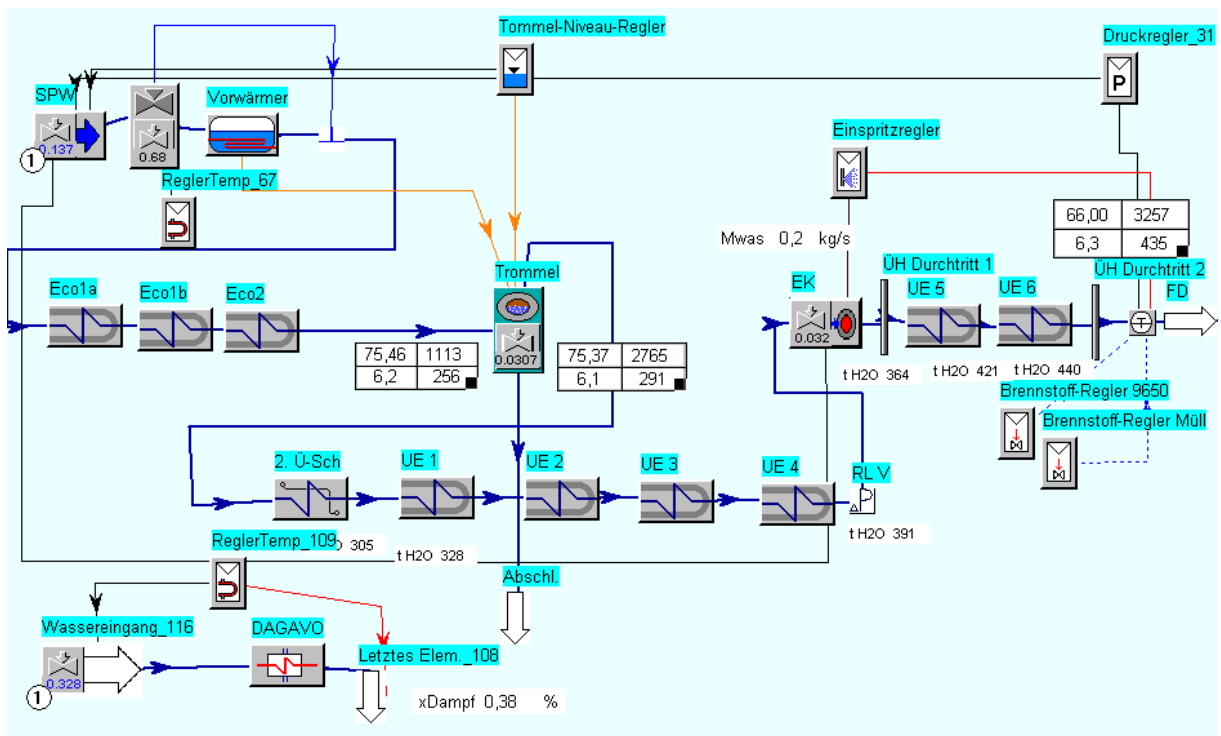 Tommel-Niveau-Regler
Druckregler_31
P
SPW
0.137
1
0.68
Vorwärmer
Einspritzregler
ReglerTemp_67
66,00 3257
6,3 435
Mwas 0,2 kg/s
Trommel
0.0307
ÜH Durchtritt 1
ÜH Durchtritt 2
FD
Eco1a
Eco1b
Eco2
EK
0.032
UE 5
UE 6
T
75,46 1113
6,2 256
75,37 2765
6,1 291
t H2O 364
t H2O 421
t H2O 440
Brennstoff-Regler 9650
Brennstoff-Regler Müll
2. Ü-Sch
UE 1
UE 2
UE 3
UE 4
RL V
ReglerTemp_109
O 305
t H2O 328
t H2O 391
Abschl.
Wassereingang_116
0.328
1
DAGAVO
Letztes Elem._108
xDampf 0,38 %